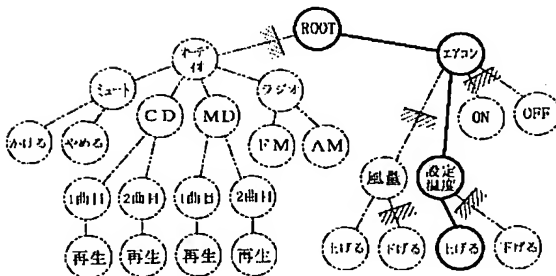 ROOT
オーディオ
エアコン
ミュート
CD
MD
ラジオ
ON
OFF
かける
やめる
FM
AM
風量
設定温度
1曲目
2曲目
1曲目
2曲目
再生
再生
再生
再生
上げる
下げる
上げる
下げる